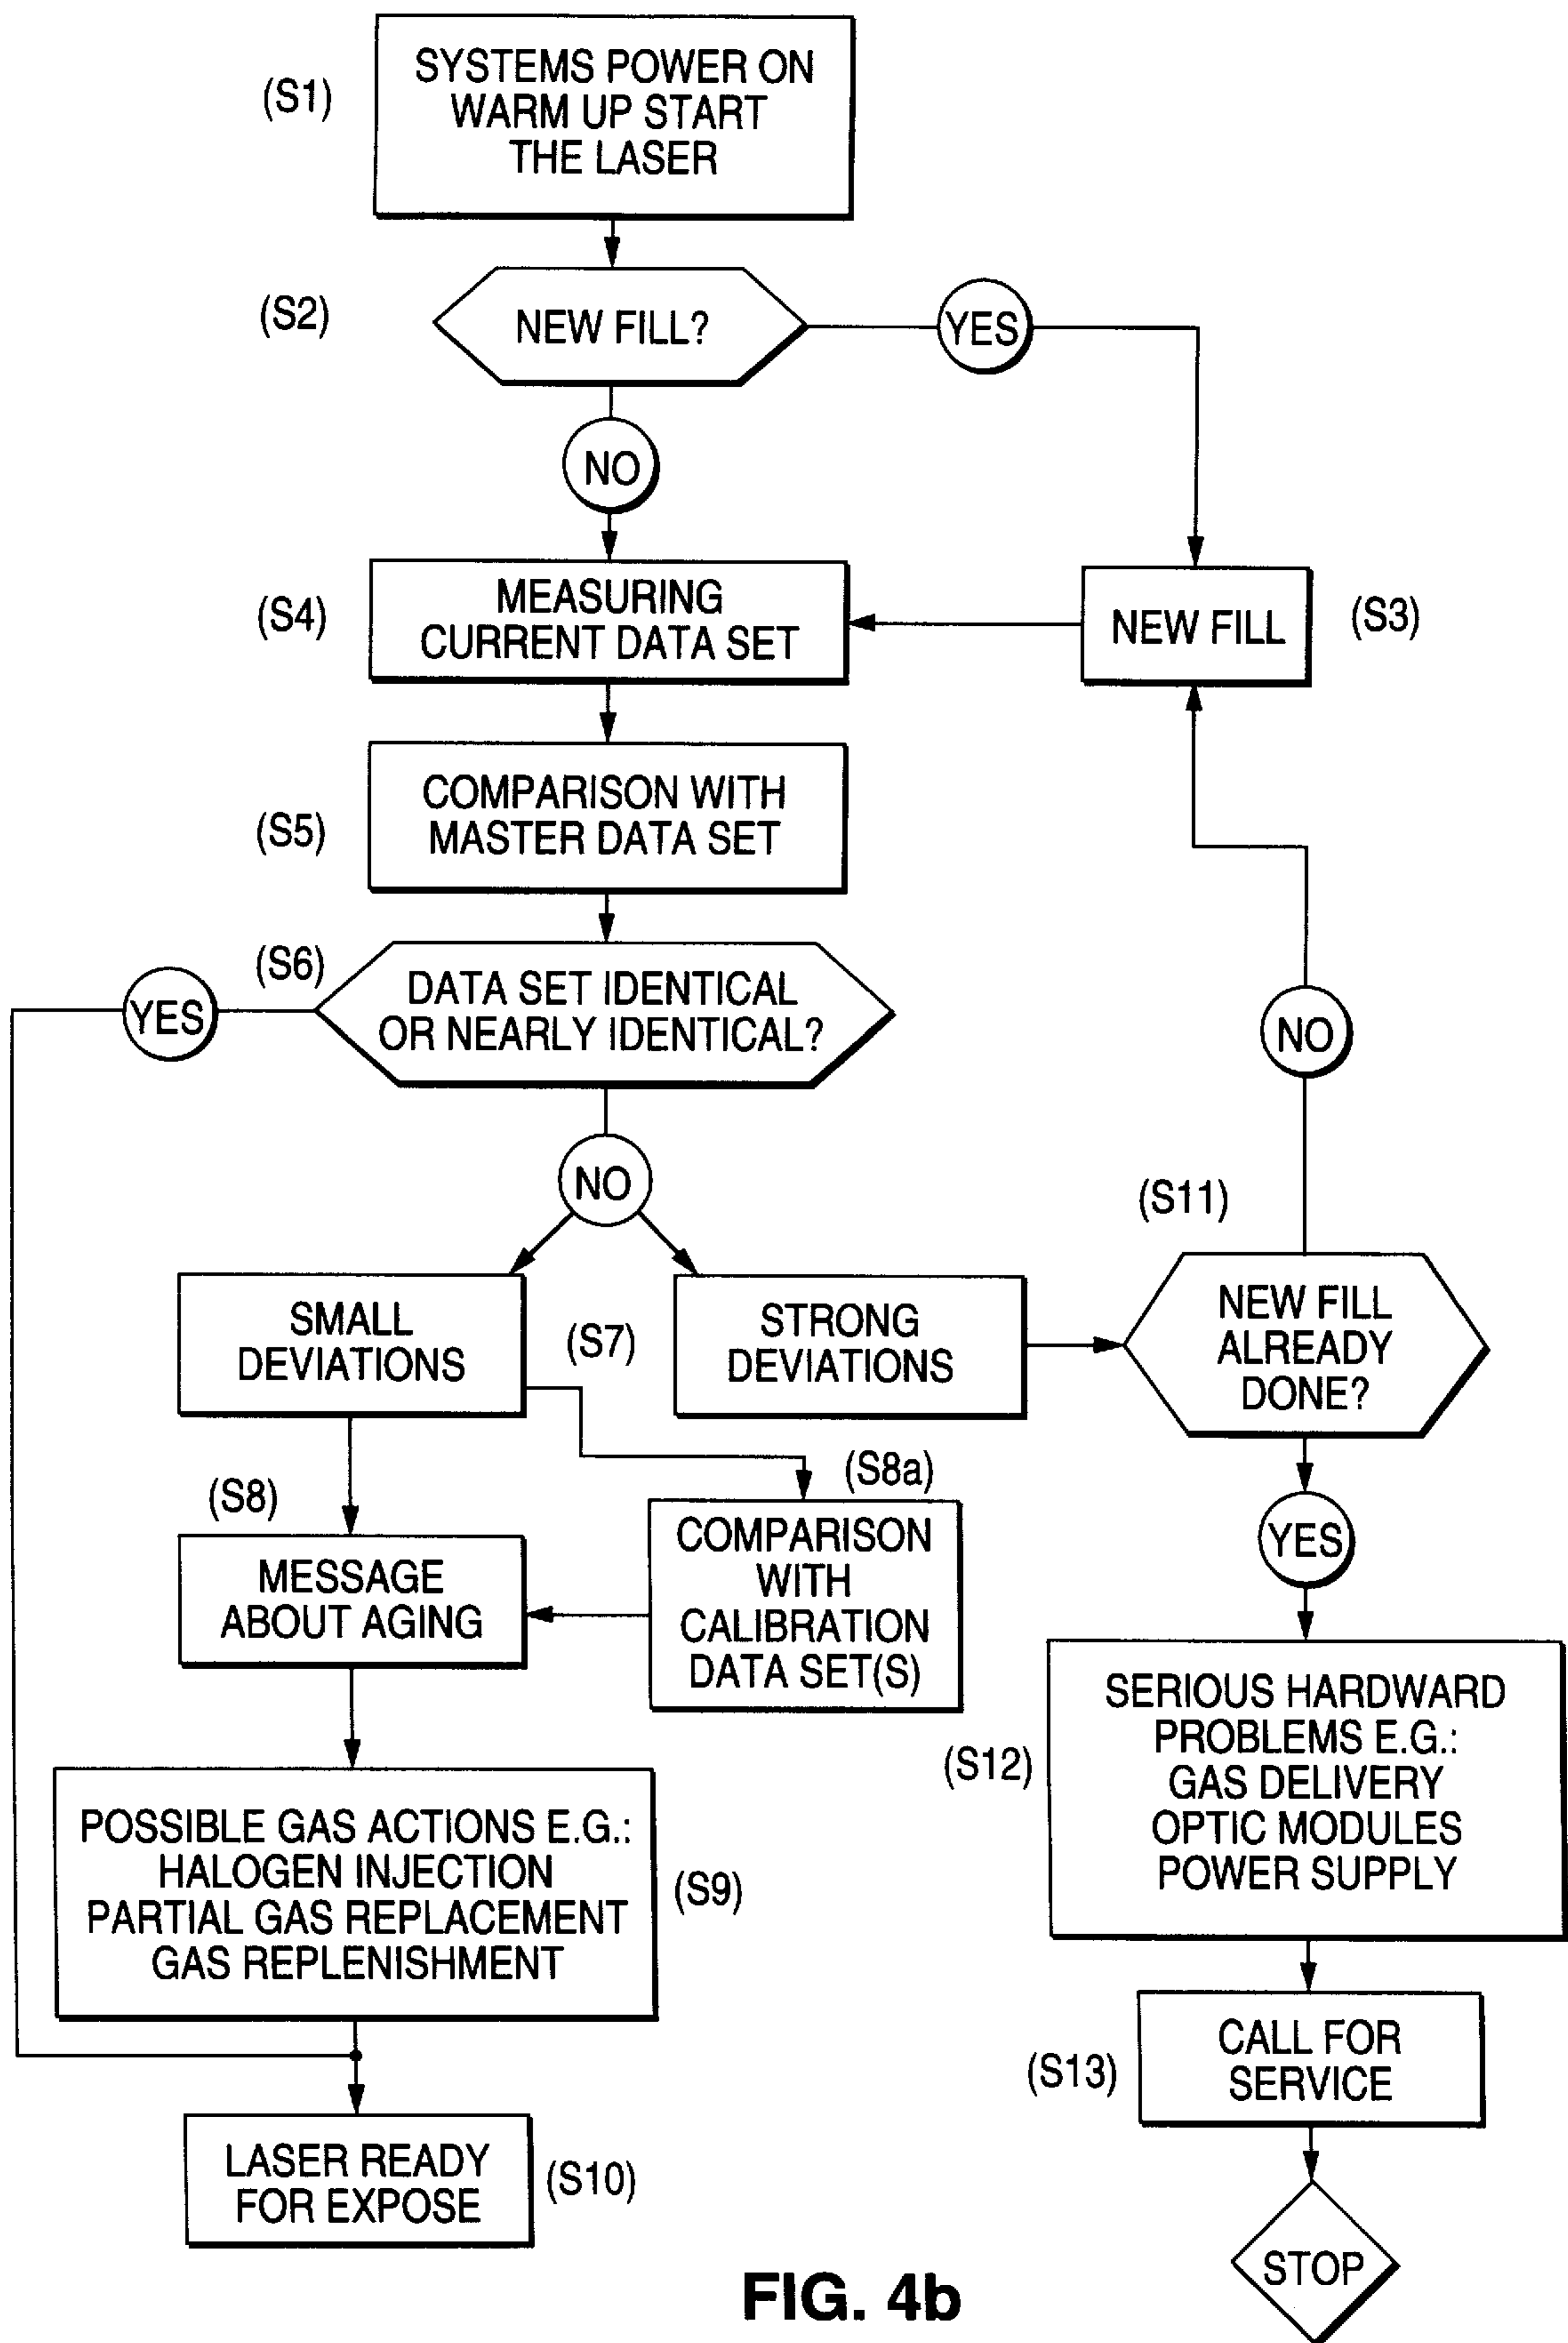 (S1)
SYSTEMS POWER ON
WARM UP START
THE LASER
(S2)
NEW FILL?
YES
NO
(S4)
MEASURING
CURRENT DATA SET
NEW FILL
(S3)
(S5)
COMPARISON WITH
MASTER DATA SET
(S6)
YES
DATA SET IDENTICAL
OR NEARLY IDENTICAL?
NO
NO
(S11)
SMALL
DEVIATIONS
(S7)
STRONG
DEVIATIONS
NEW FILL
ALREADY
DONE?
(S8)
(S8a)
MESSAGE
ABOUT AGING
COMPARISON
WITH
CALIBRATION
DATA SET(S)
YES
(S12)
SERIOUS HARDWARD
PROBLEMS E.G.:
GAS DELIVERY
OPTIC MODULES
POWER SUPPLY
POSSIBLE GAS ACTIONS E.G.:
HALOGEN INJECTION
PARTIAL GAS REPLACEMENT
GAS REPLENISHMENT
(S9)
(S13)
CALL FOR
SERVICE
LASER READY
FOR EXPOSE
(S10)
STOP
FIG. 4b